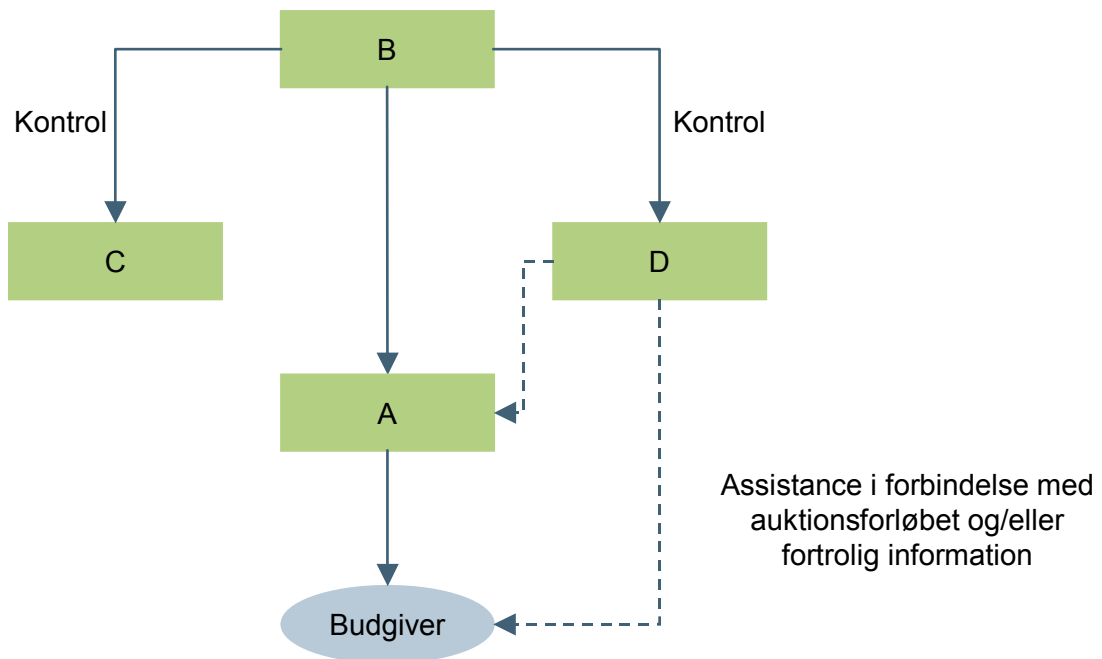 B
Kontrol
Kontrol
C
D
A
Assistance i forbindelse med
auktionsforløbet og/eller
fortrolig information
Budgiver